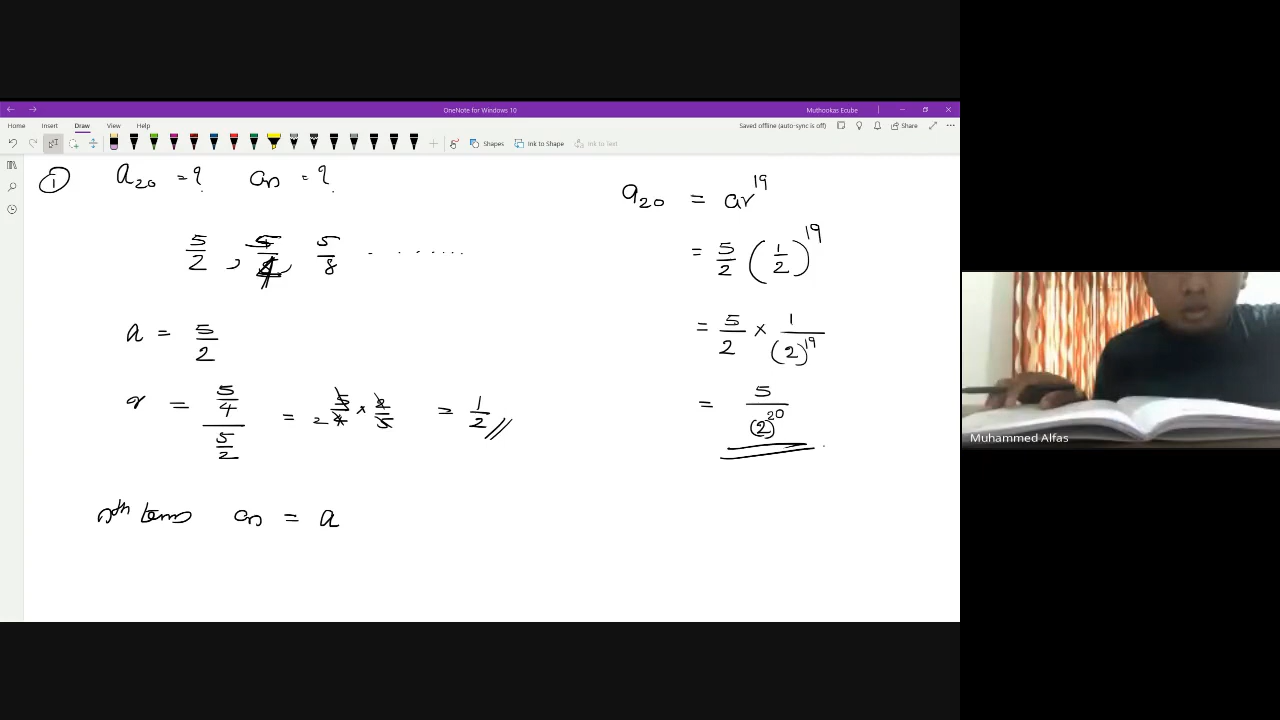 OneNote for Windows 10
Muthookas Ecube
Home Insert Draw View Help
Saved offline (auto-sync is off)
Share
Shapes
Ink to Shape
Ink to Text
① a₂₀ = ? aₙ = ?
5/2, 5/4, 5/8 ..........
a = 5/2
r = (5/4)/(5/2) = 5/4 × 2/5 = 1/2 //
nth term aₙ = a
a₂₀ = ar¹⁹
= 5/2 (1/2)¹⁹
= 5/2 × 1/(2)¹⁹
= 5/(2)²⁰
Muhammed Alfas